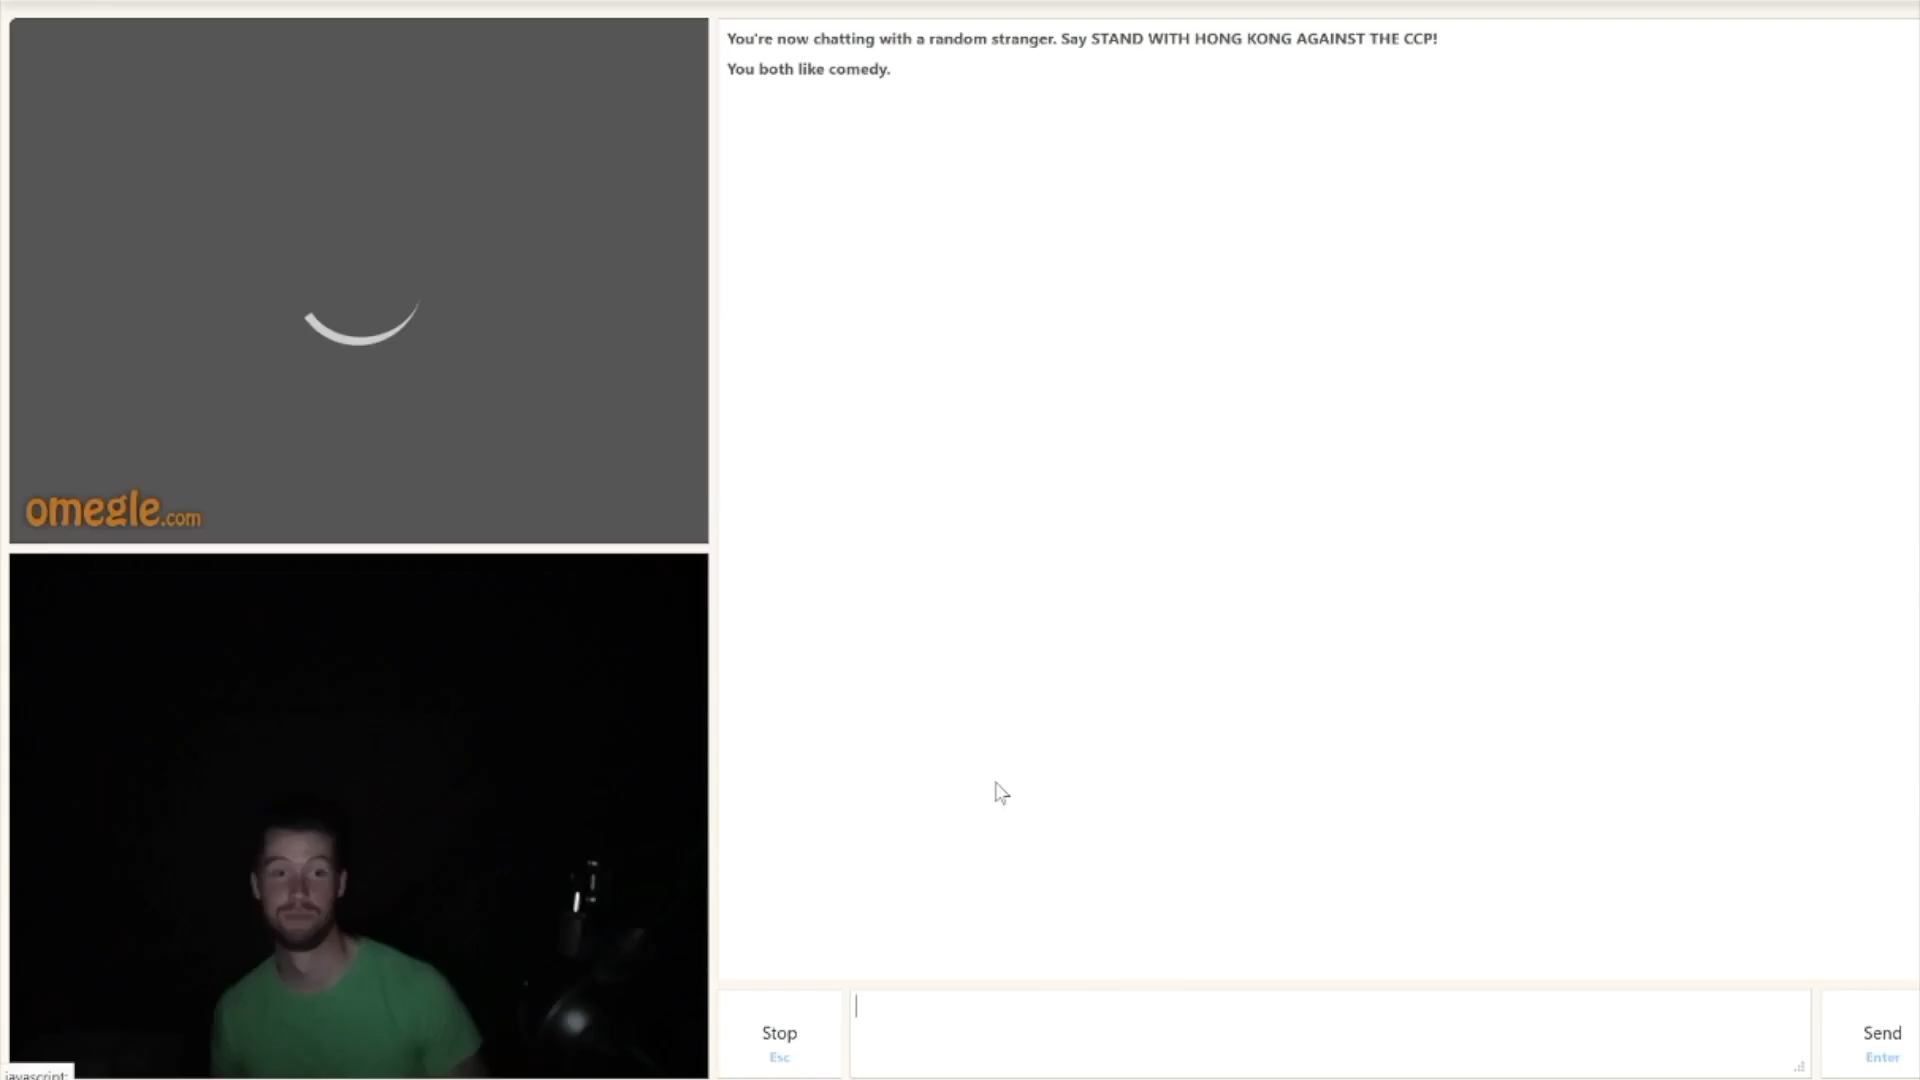 You're now chatting with a random stranger. Say STAND WITH HONG KONG AGAINST THE CCP!
You both like comedy.
omegle.com
Stop
Esc
Send
Enter
javascript: